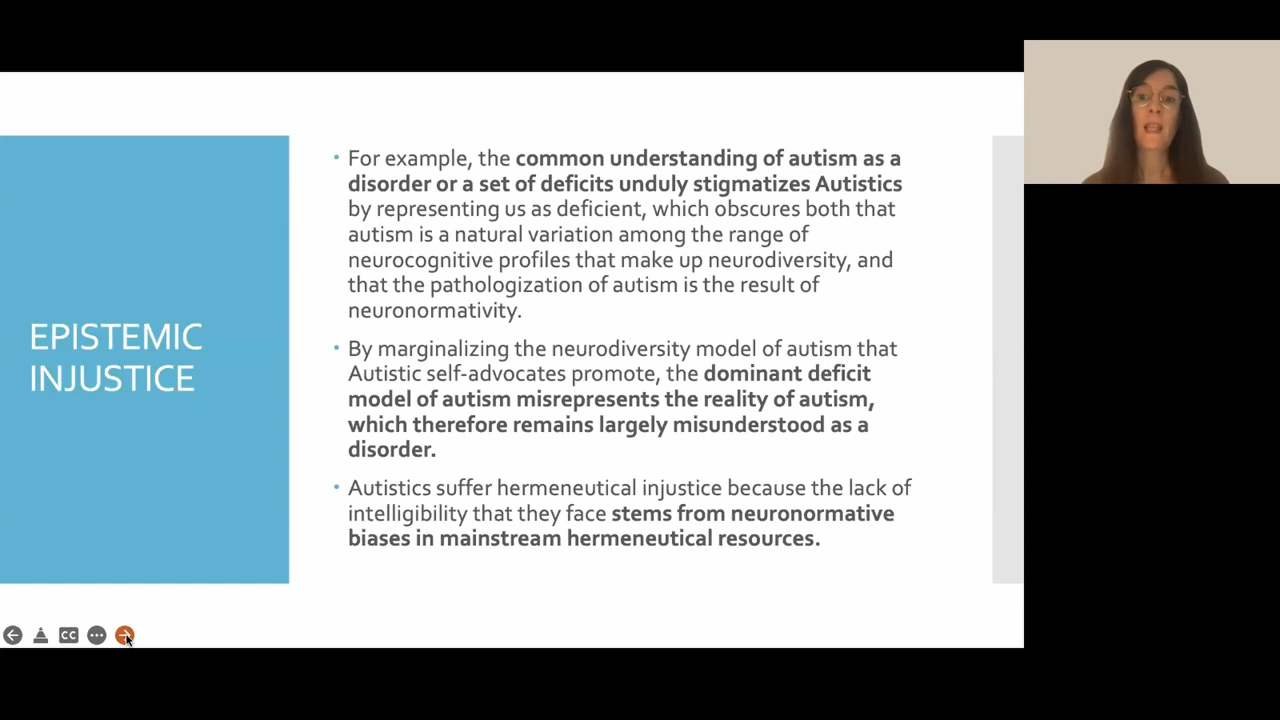 EPISTEMIC
INJUSTICE
• For example, the common understanding of autism as a
disorder or a set of deficits unduly stigmatizes Autistics
by representing us as deficient, which obscures both that
autism is a natural variation among the range of
neurocognitive profiles that make up neurodiversity, and
that the pathologization of autism is the result of
neuronormativity.
• By marginalizing the neurodiversity model of autism that
Autistic self-advocates promote, the dominant deficit
model of autism misrepresents the reality of autism,
which therefore remains largely misunderstood as a
disorder.
• Autistics suffer hermeneutical injustice because the lack of
intelligibility that they face stems from neuronormative
biases in mainstream hermeneutical resources.
CC